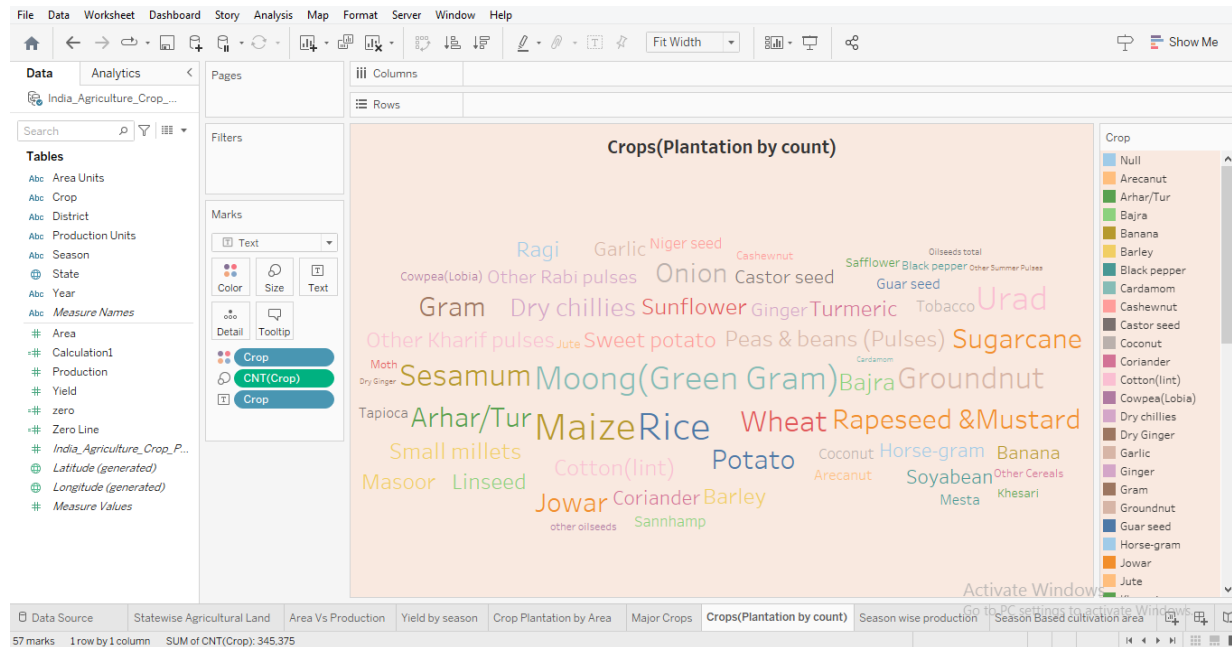 File Data Worksheet Dashboard Story Analysis Map Format Server Window Help
Fit Width
Show Me
Data Analytics
India_Agriculture_Crop_...
Search
Tables
Abc Area Units
Abc Crop
Abc District
Abc Production Units
Abc Season
State
Abc Year
Abc Measure Names
# Area
=# Calculation1
# Production
# Yield
=# zero
=# Zero Line
# India_Agriculture_Crop_P...
Latitude (generated)
Longitude (generated)
# Measure Values
Pages
Filters
Marks
T Text
Color Size Text
Detail Tooltip
Crop
CNT(Crop)
Crop
iii Columns
Rows
Crops(Plantation by count)
Ragi Garlic Niger seed Cashewnut Oilseeds total
Cowpea(Lobia) Other Rabi pulses Onion Castor seed Safflower Black pepper Other Summer Pulses
Guar seed
Gram Dry chillies Sunflower Ginger Turmeric Tobacco Urad
Other Kharif pulses Jute Sweet potato Peas & beans (Pulses) Sugarcane
Moth Cardamom
Dry Ginger Sesamum Moong(Green Gram) Bajra Groundnut
Tapioca Arhar/Tur Maize Rice Wheat Rapeseed &Mustard
Small millets Cotton(lint) Potato Coconut Horse-gram Banana
Masoor Linseed Arecanut Soyabean Other Cereals
Jowar Coriander Barley Mesta Khesari
other oilseeds Sannhamp
Crop
Null
Arecanut
Arhar/Tur
Bajra
Banana
Barley
Black pepper
Cardamom
Cashewnut
Castor seed
Coconut
Coriander
Cotton(lint)
Cowpea(Lobia)
Dry chillies
Dry Ginger
Garlic
Ginger
Gram
Groundnut
Guar seed
Horse-gram
Jowar
Jute
Activate Windows
Go to PC settings to activate Windows.
Data Source Statewise Agricultural Land Area Vs Production Yield by season Crop Plantation by Area Major Crops Crops(Plantation by count) Season wise production Season Based cultivation area
57 marks 1 row by 1 column SUM of CNT(Crop): 345,375